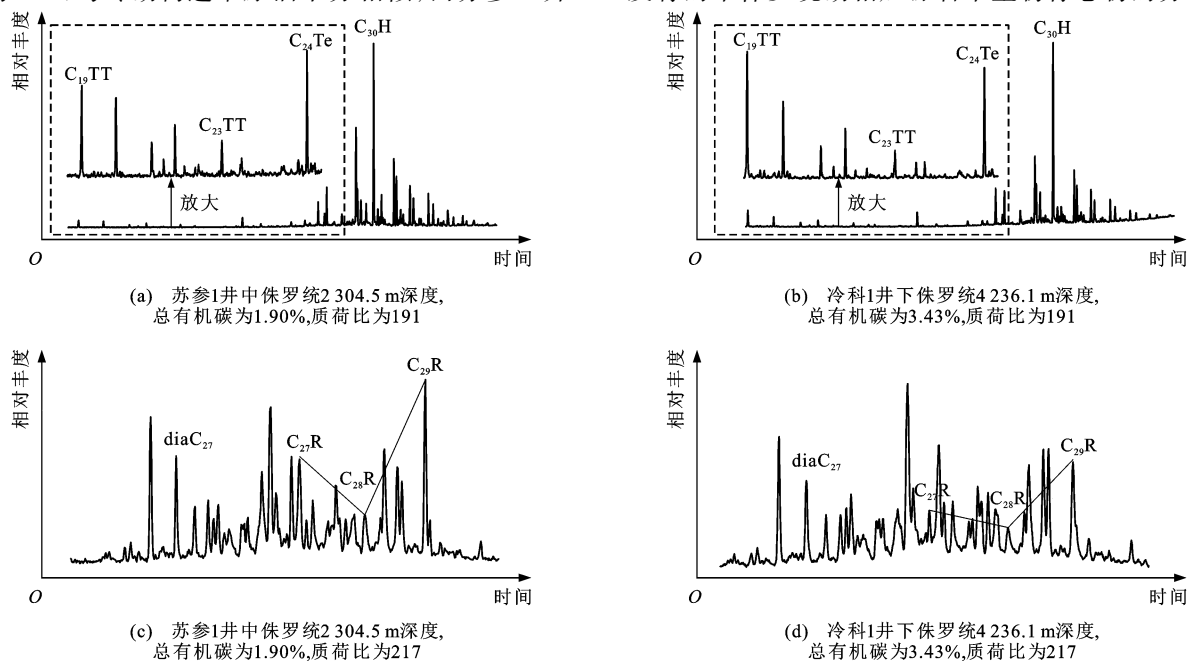 相对丰度
C₁₉TT
C₂₃TT
C₂₄Te
C₃₀H
放大
O
时间
(a) 苏参1井中侏罗统2 304.5 m深度,
总有机碳为1.90%,质荷比为191
相对丰度
C₁₉TT
C₂₃TT
C₂₄Te
C₃₀H
放大
O
时间
(b) 冷科1井下侏罗统4 236.1 m深度,
总有机碳为3.43%,质荷比为191
相对丰度
diaC₂₇
C₂₇R
C₂₈R
C₂₉R
O
时间
(c) 苏参1井中侏罗统2 304.5 m深度,
总有机碳为1.90%,质荷比为217
相对丰度
diaC₂₇
C₂₇R
C₂₈R
C₂₉R
O
时间
(d) 冷科1井下侏罗统4 236.1 m深度,
总有机碳为3.43%,质荷比为217